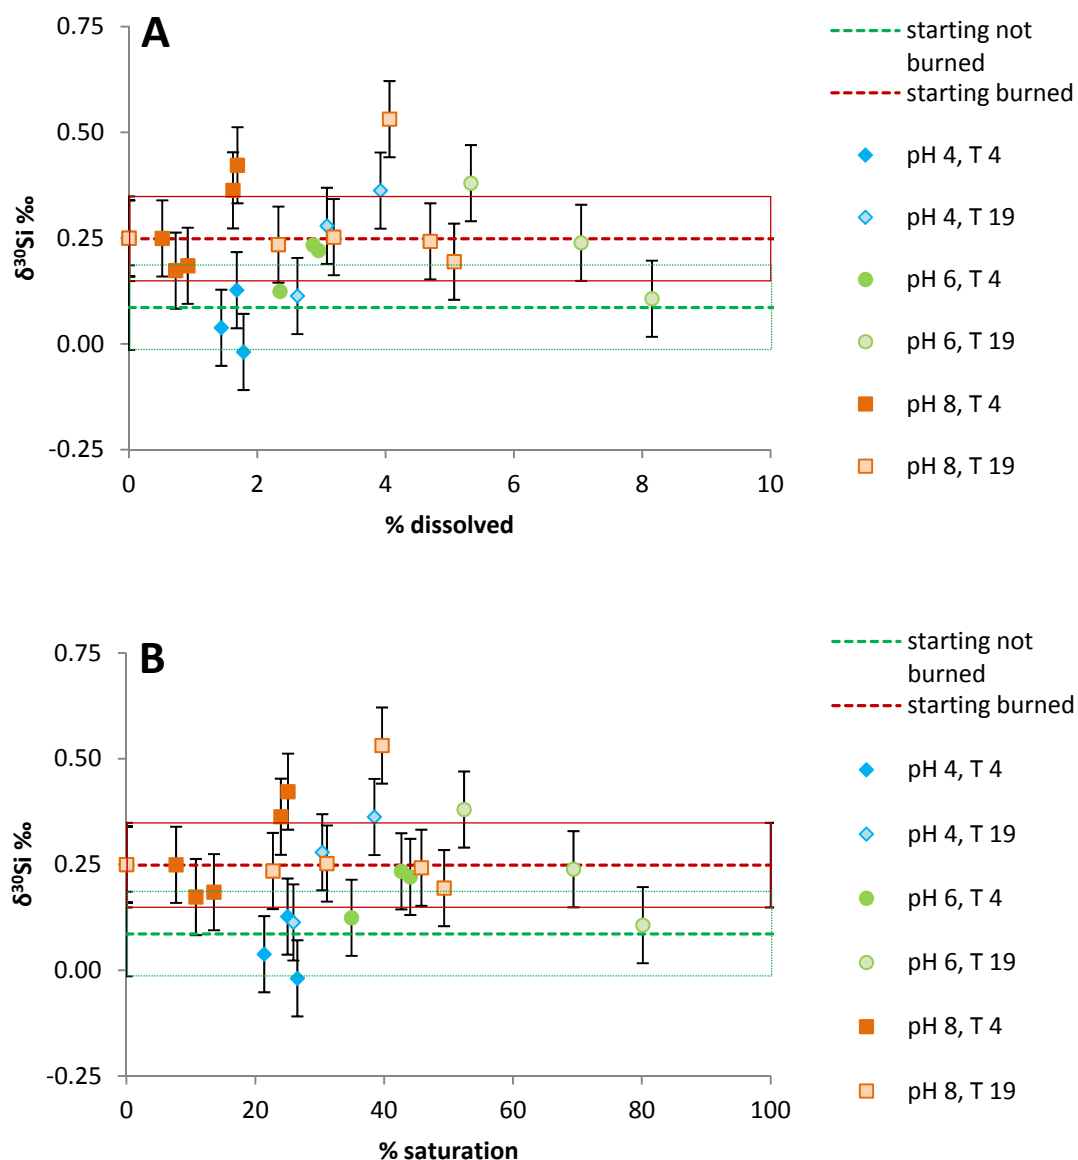 A
0.75
0.50
0.25
0.00
-0.25
δ³⁰Si ‰
0 2 4 6 8 10
% dissolved
starting not
burned
starting burned
pH 4, T 4
pH 4, T 19
pH 6, T 4
pH 6, T 19
pH 8, T 4
pH 8, T 19
B
0.75
0.50
0.25
0.00
-0.25
δ³⁰Si ‰
0 20 40 60 80 100
% saturation
starting not
burned
starting burned
pH 4, T 4
pH 4, T 19
pH 6, T 4
pH 6, T 19
pH 8, T 4
pH 8, T 19